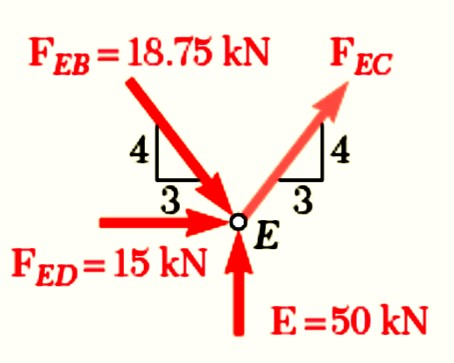 F_EB = 18.75 kN
F_EC
4
3
4
3
E
F_ED = 15 kN
E = 50 kN